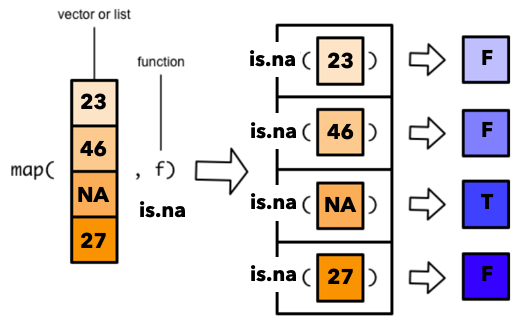 vector or list
function
map(
23
46
NA
27
, f)
is.na
is.na ( 23 )
F
is.na ( 46 )
F
is.na ( NA )
T
is.na ( 27 )
F